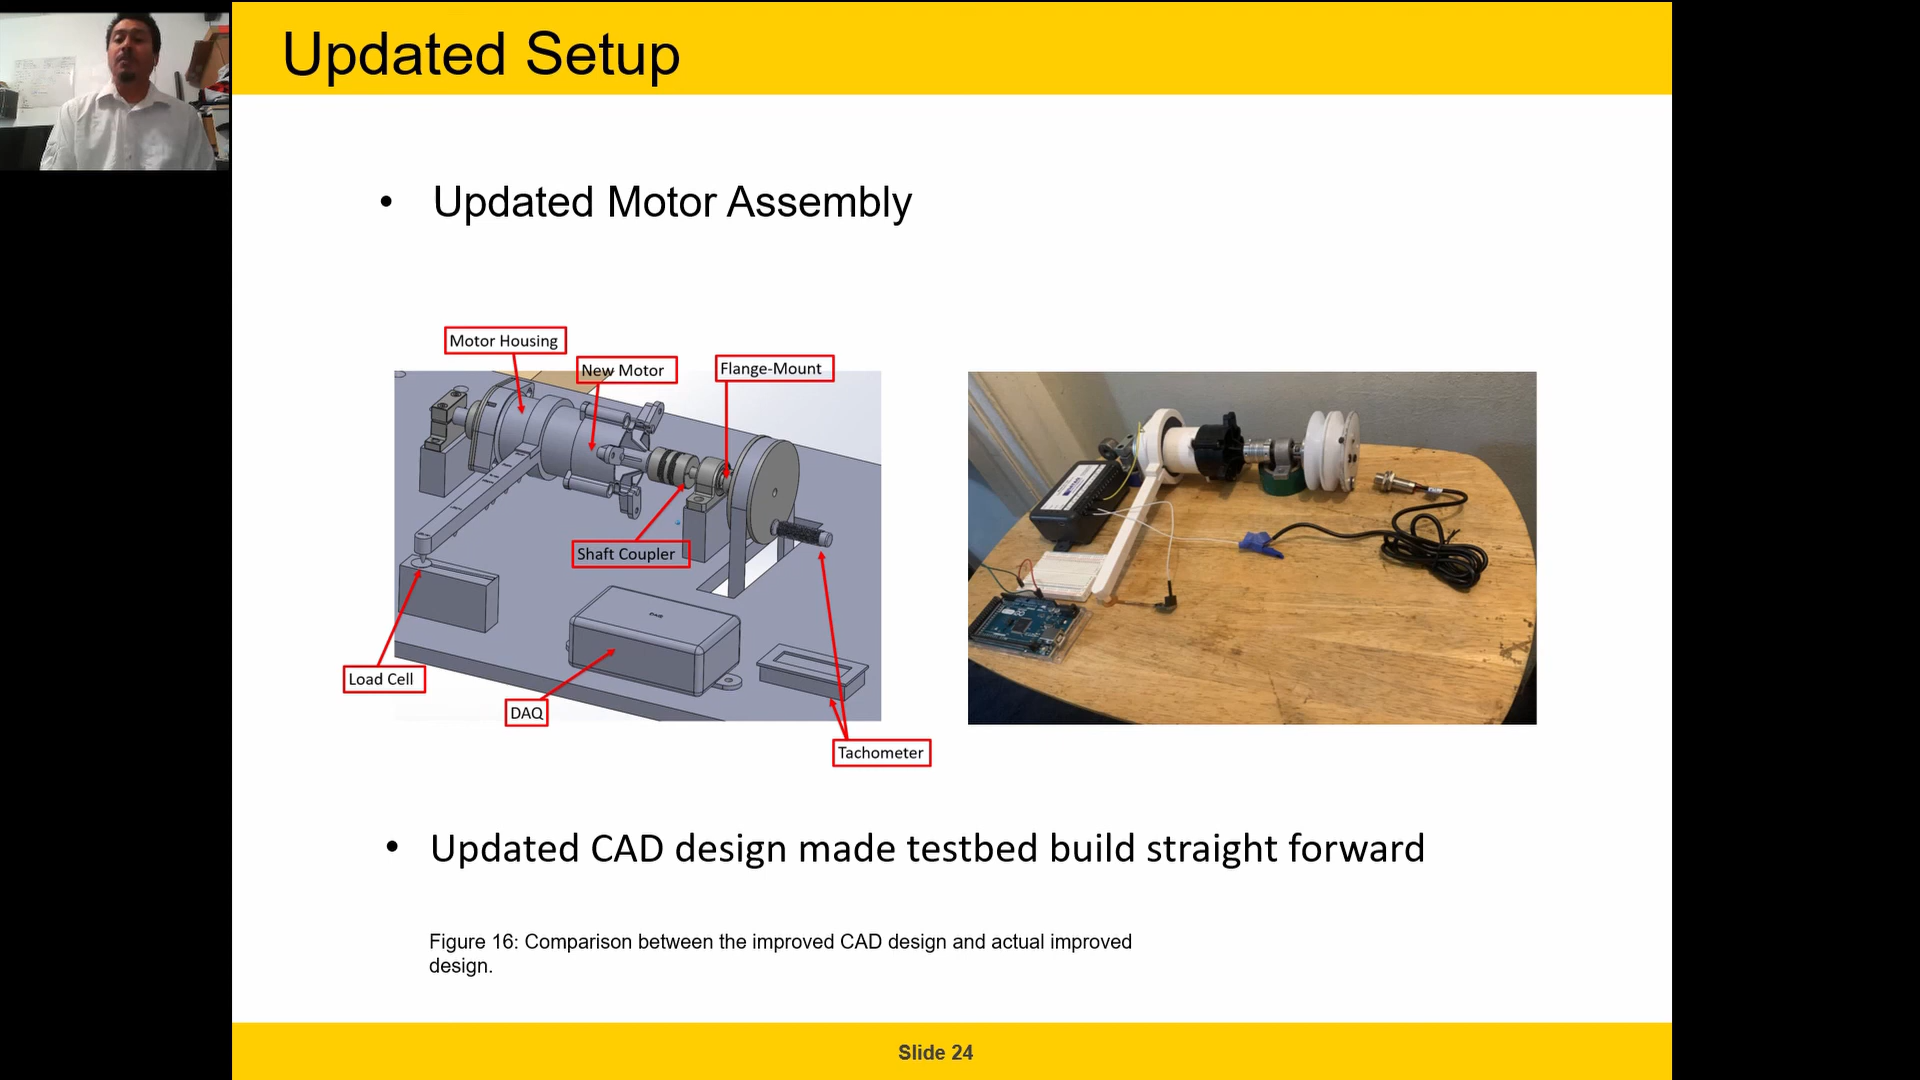 Updated Setup
• Updated Motor Assembly
Motor Housing
New Motor
Flange-Mount
Shaft Coupler
Load Cell
DAQ
Tachometer
• Updated CAD design made testbed build straight forward
Figure 16: Comparison between the improved CAD design and actual improved
design.
Slide 24